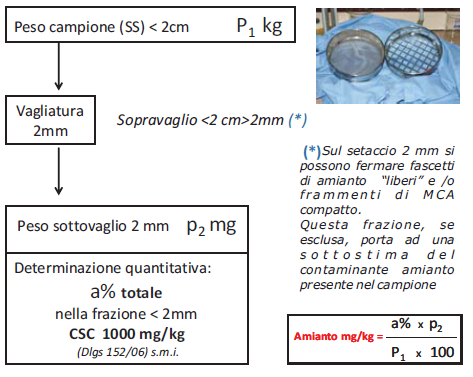 Peso campione (SS) < 2cm P₁ kg
Vagliatura
2mm
Sopravaglio <2 cm>2mm (*)
(*)Sul setaccio 2 mm si
possono fermare fascetti
di amianto “liberi” e /o
frammenti di MCA
compatto.
Questa frazione, se
esclusa, porta ad una
sottostima del
contaminante amianto
presente nel campione
Peso sottovaglio 2 mm p₂ mg
Determinazione quantitativa:
a% totale
nella frazione < 2mm
CSC 1000 mg/kg
(Dlgs 152/06) s.m.i.
Amianto mg/kg = a% x p₂
P₁ x 100